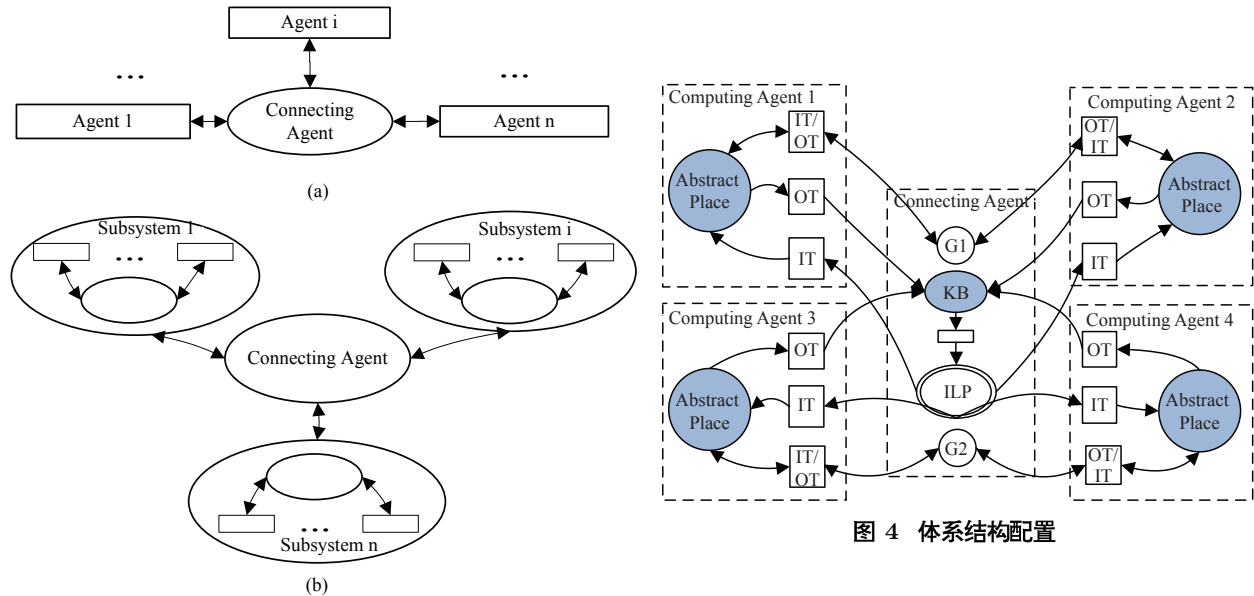 Agent i
...
...
Agent 1
Connecting
Agent
Agent n
(a)
Subsystem 1
...
Subsystem i
...
Connecting Agent
...
Subsystem n
(b)
Computing Agent 1
IT/
OT
Abstract
Place
OT
IT
Computing Agent 2
OT/
IT
Abstract
Place
OT
IT
Connecting Agent
G1
KB
ILP
G2
Computing Agent 3
OT
Abstract
Place
IT
IT/
OT
Computing Agent 4
OT
Abstract
Place
IT
OT/
IT
图 4 体系结构配置